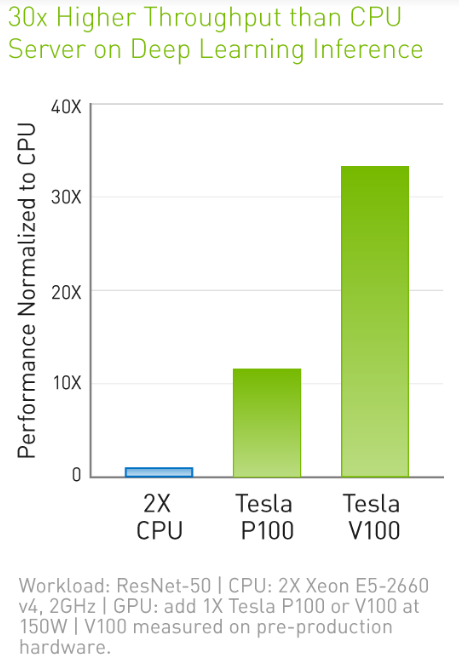 30x Higher Throughput than CPU
Server on Deep Learning Inference
40X
30X
20X
10X
0
Performance Normalized to CPU
2X
CPU
Tesla
P100
Tesla
V100
Workload: ResNet-50 | CPU: 2X Xeon E5-2660
v4, 2GHz | GPU: add 1X Tesla P100 or V100 at
150W | V100 measured on pre-production
hardware.